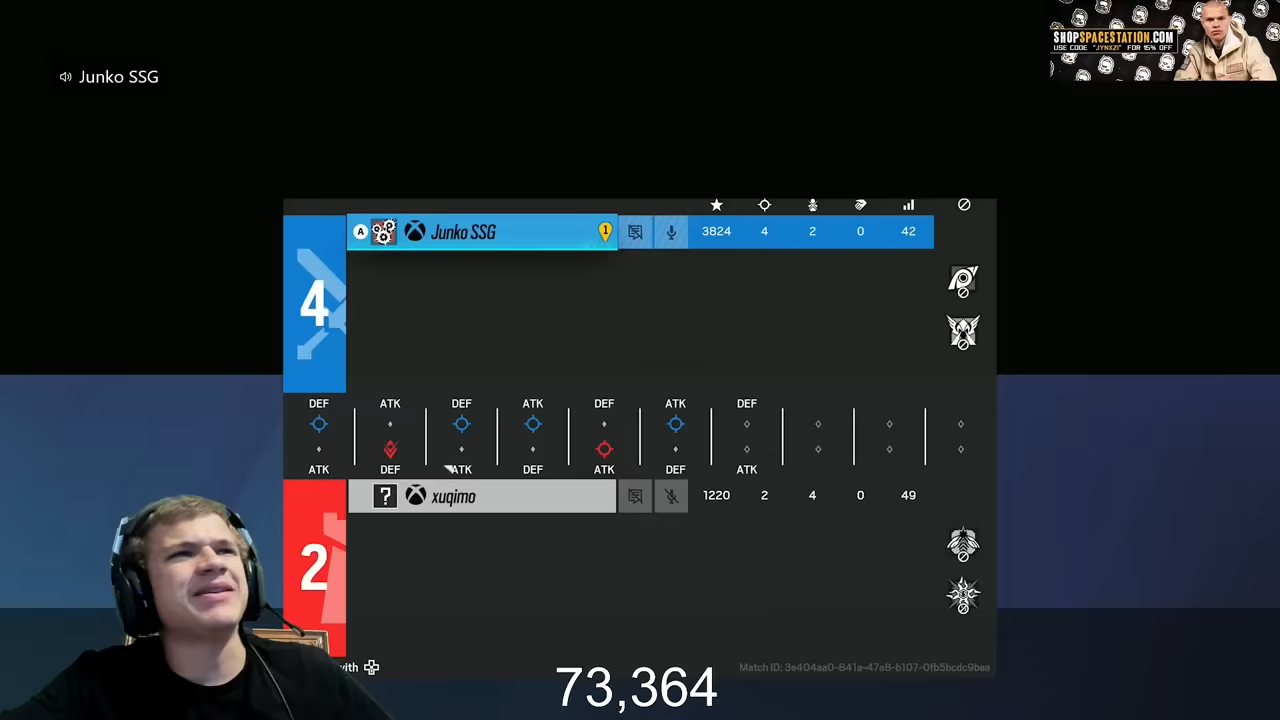 SHOPSPACESTATION.COM
USE CODE "JYNXZI" FOR 15% OFF
Junko SSG
A Junko SSG 1 3824 4 2 0 42
4
DEF ATK DEF ATK DEF ATK DEF
ATK DEF ATK DEF ATK DEF ATK
? xuqimo 1220 2 4 0 49
2
with
Match ID: 3e404aa0-841a-47a8-b107-0fb5bcdc9bea
73,364